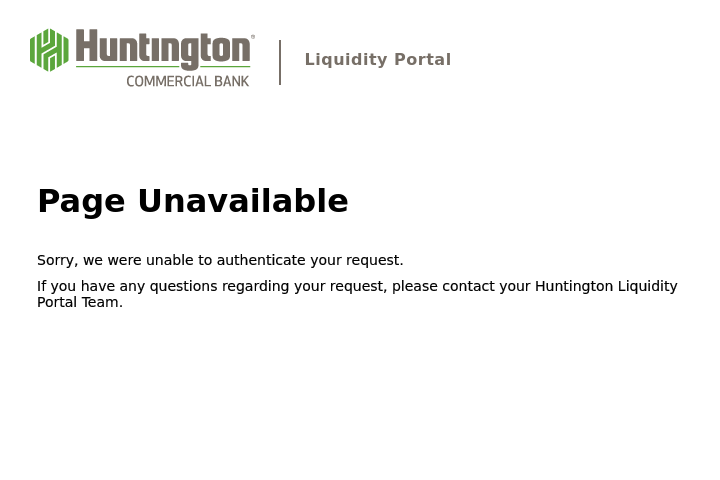 Huntington®
COMMERCIAL BANK
Liquidity Portal
Page Unavailable
Sorry, we were unable to authenticate your request.
If you have any questions regarding your request, please contact your Huntington Liquidity
Portal Team.